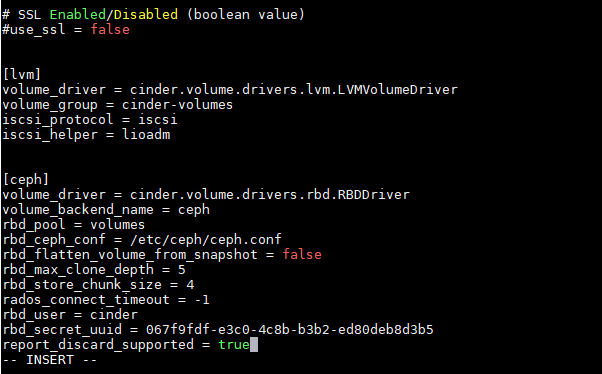 # SSL Enabled/Disabled (boolean value)
#use_ssl = false
[lvm]
volume_driver = cinder.volume.drivers.lvm.LVMVolumeDriver
volume_group = cinder-volumes
iscsi_protocol = iscsi
iscsi_helper = lioadm
[ceph]
volume_driver = cinder.volume.drivers.rbd.RBDDriver
volume_backend_name = ceph
rbd_pool = volumes
rbd_ceph_conf = /etc/ceph/ceph.conf
rbd_flatten_volume_from_snapshot = false
rbd_max_clone_depth = 5
rbd_store_chunk_size = 4
rados_connect_timeout = -1
rbd_user = cinder
rbd_secret_uuid = 067f9fdf-e3c0-4c8b-b3b2-ed80deb8d3b5
report_discard_supported = true
-- INSERT --